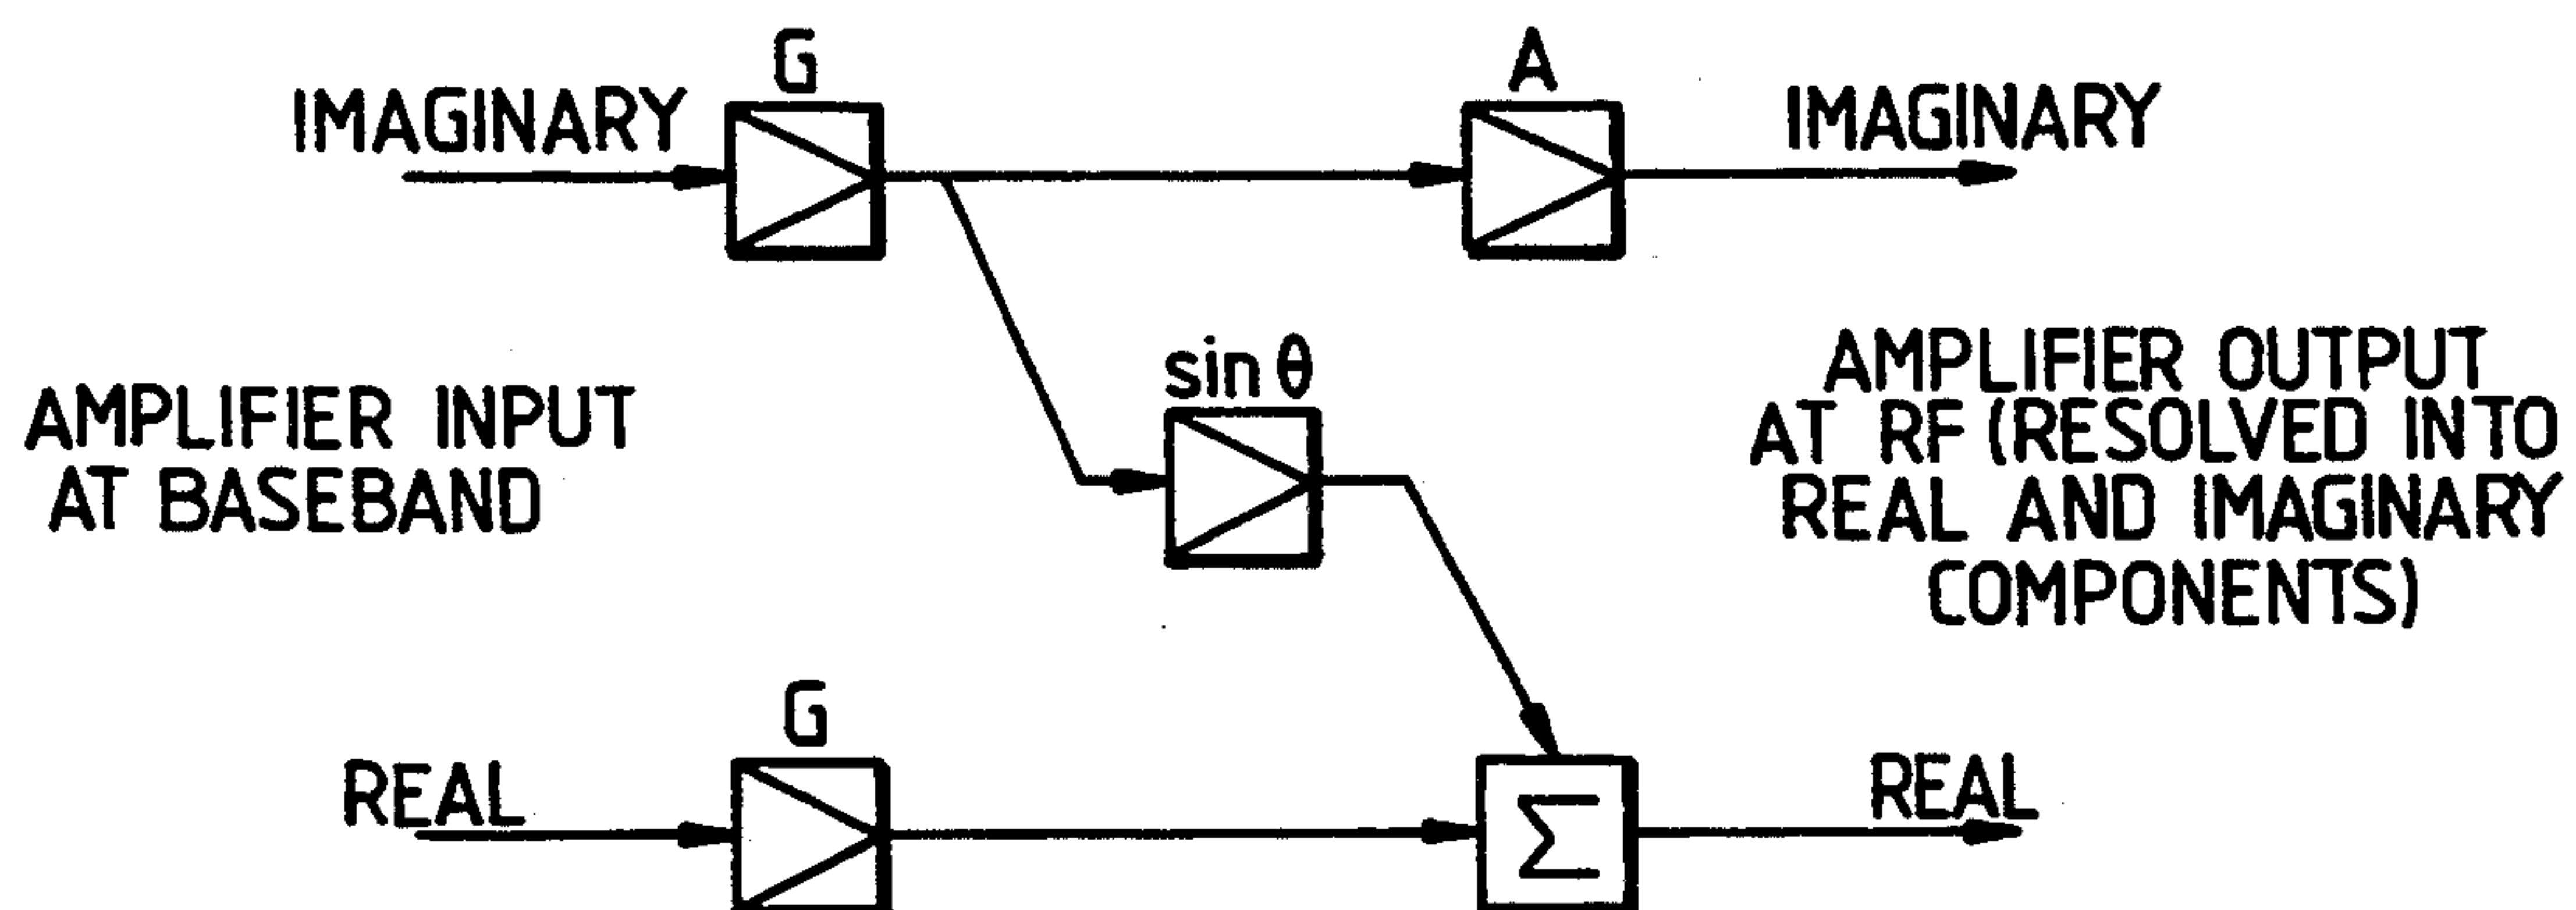 G
A
IMAGINARY
IMAGINARY
sin θ
AMPLIFIER INPUT
AT BASEBAND
AMPLIFIER OUTPUT
AT RF (RESOLVED INTO
REAL AND IMAGINARY
COMPONENTS)
G
REAL
Σ
REAL